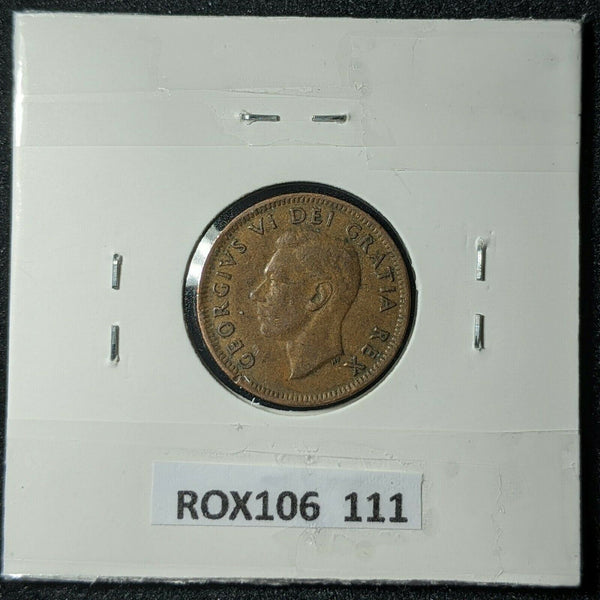 GEORGIVS VI DEI GRATIA REX
ROX106 111